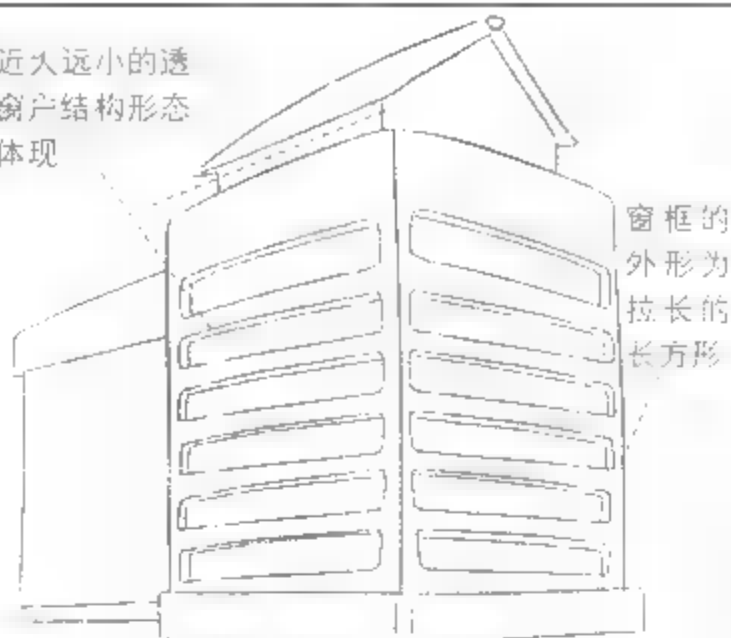 近大远小的透
窗户结构形态
体现
窗框的
外形为
拉长的
长方形